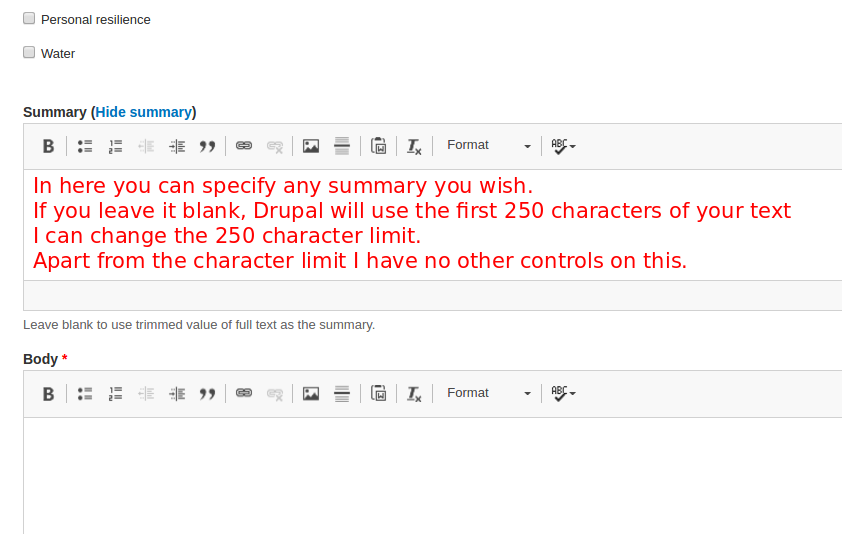 Personal resilience
Water
Summary (Hide summary)
B Format ABC
In here you can specify any summary you wish.
If you leave it blank, Drupal will use the first 250 characters of your text
I can change the 250 character limit.
Apart from the character limit I have no other controls on this.
Leave blank to use trimmed value of full text as the summary.
Body *
B Format ABC